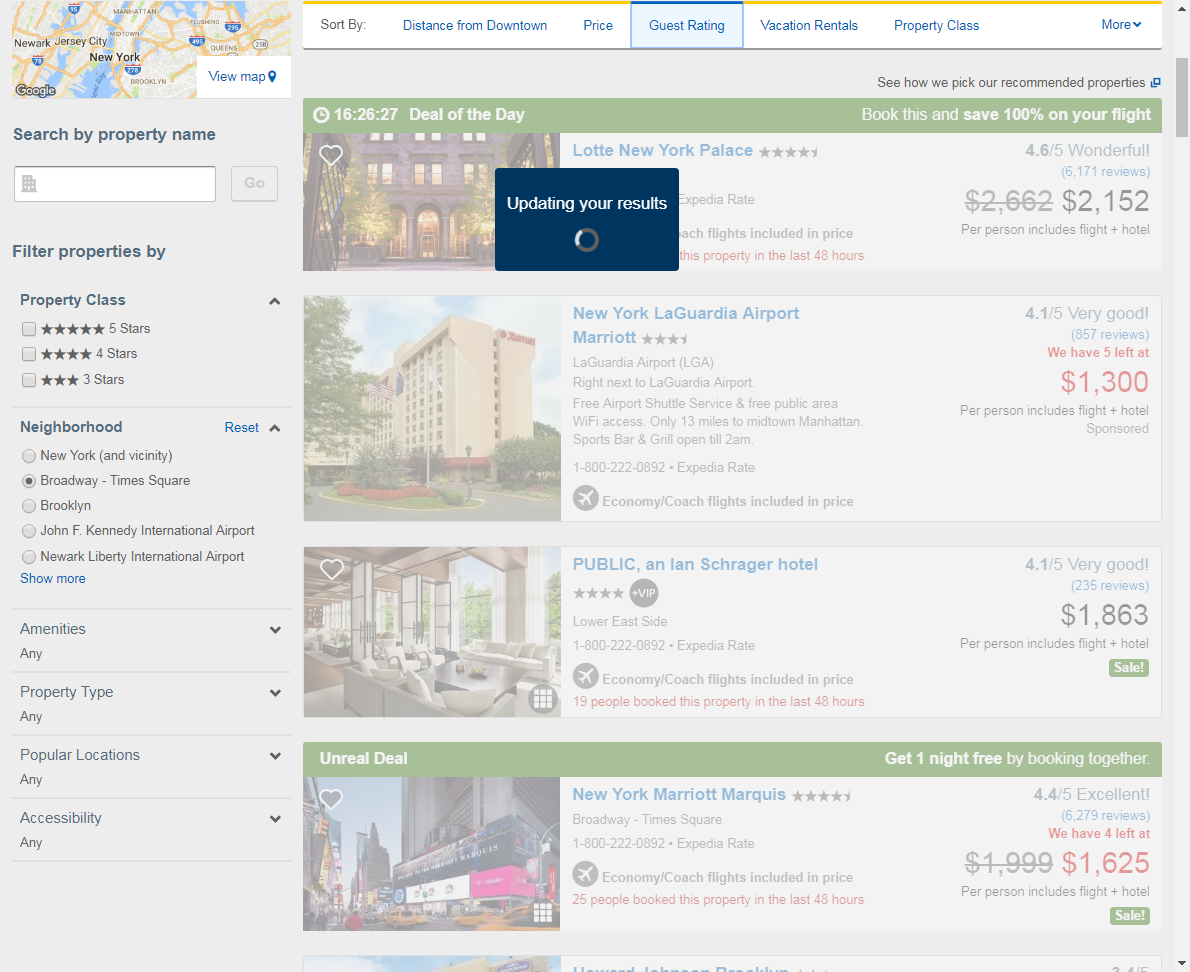 MANHATTAN
PLUSHING
Newark
Jersey City
MIDTOWN
495
295
25B
QUEENS
78
New York
278
BROOKLYN
95
Google
View map
Search by property name
Go
Filter properties by
Property Class
5 Stars
4 Stars
3 Stars
Neighborhood
Reset
New York (and vicinity)
Broadway - Times Square
Brooklyn
John F. Kennedy International Airport
Newark Liberty International Airport
Show more
Amenities
Any
Property Type
Any
Popular Locations
Any
Accessibility
Any
Sort By: Distance from Downtown Price Guest Rating Vacation Rentals Property Class More
See how we pick our recommended properties
16:26:27 Deal of the Day Book this and save 100% on your flight
Lotte New York Palace
4.6/5 Wonderful!
(6,171 reviews)
Updating your results
Expedia Rate
$2,662 $2,152
Per person includes flight + hotel
ach flights included in price
this property in the last 48 hours
New York LaGuardia Airport
Marriott
LaGuardia Airport (LGA)
Right next to LaGuardia Airport.
Free Airport Shuttle Service & free public area
WiFi access. Only 13 miles to midtown Manhattan.
Sports Bar & Grill open till 2am.
1-800-222-0892 • Expedia Rate
Economy/Coach flights included in price
4.1/5 Very good!
(857 reviews)
We have 5 left at
$1,300
Per person includes flight + hotel
Sponsored
PUBLIC, an Ian Schrager hotel
+VIP
Lower East Side
1-800-222-0892 • Expedia Rate
Economy/Coach flights included in price
19 people booked this property in the last 48 hours
4.1/5 Very good!
(235 reviews)
$1,863
Per person includes flight + hotel
Sale!
Unreal Deal Get 1 night free by booking together.
New York Marriott Marquis
Broadway - Times Square
1-800-222-0892 • Expedia Rate
Economy/Coach flights included in price
25 people booked this property in the last 48 hours
4.4/5 Excellent!
(6,279 reviews)
We have 4 left at
$1,999 $1,625
Per person includes flight + hotel
Sale!
Howard Johnson Brooklyn
3.4/5